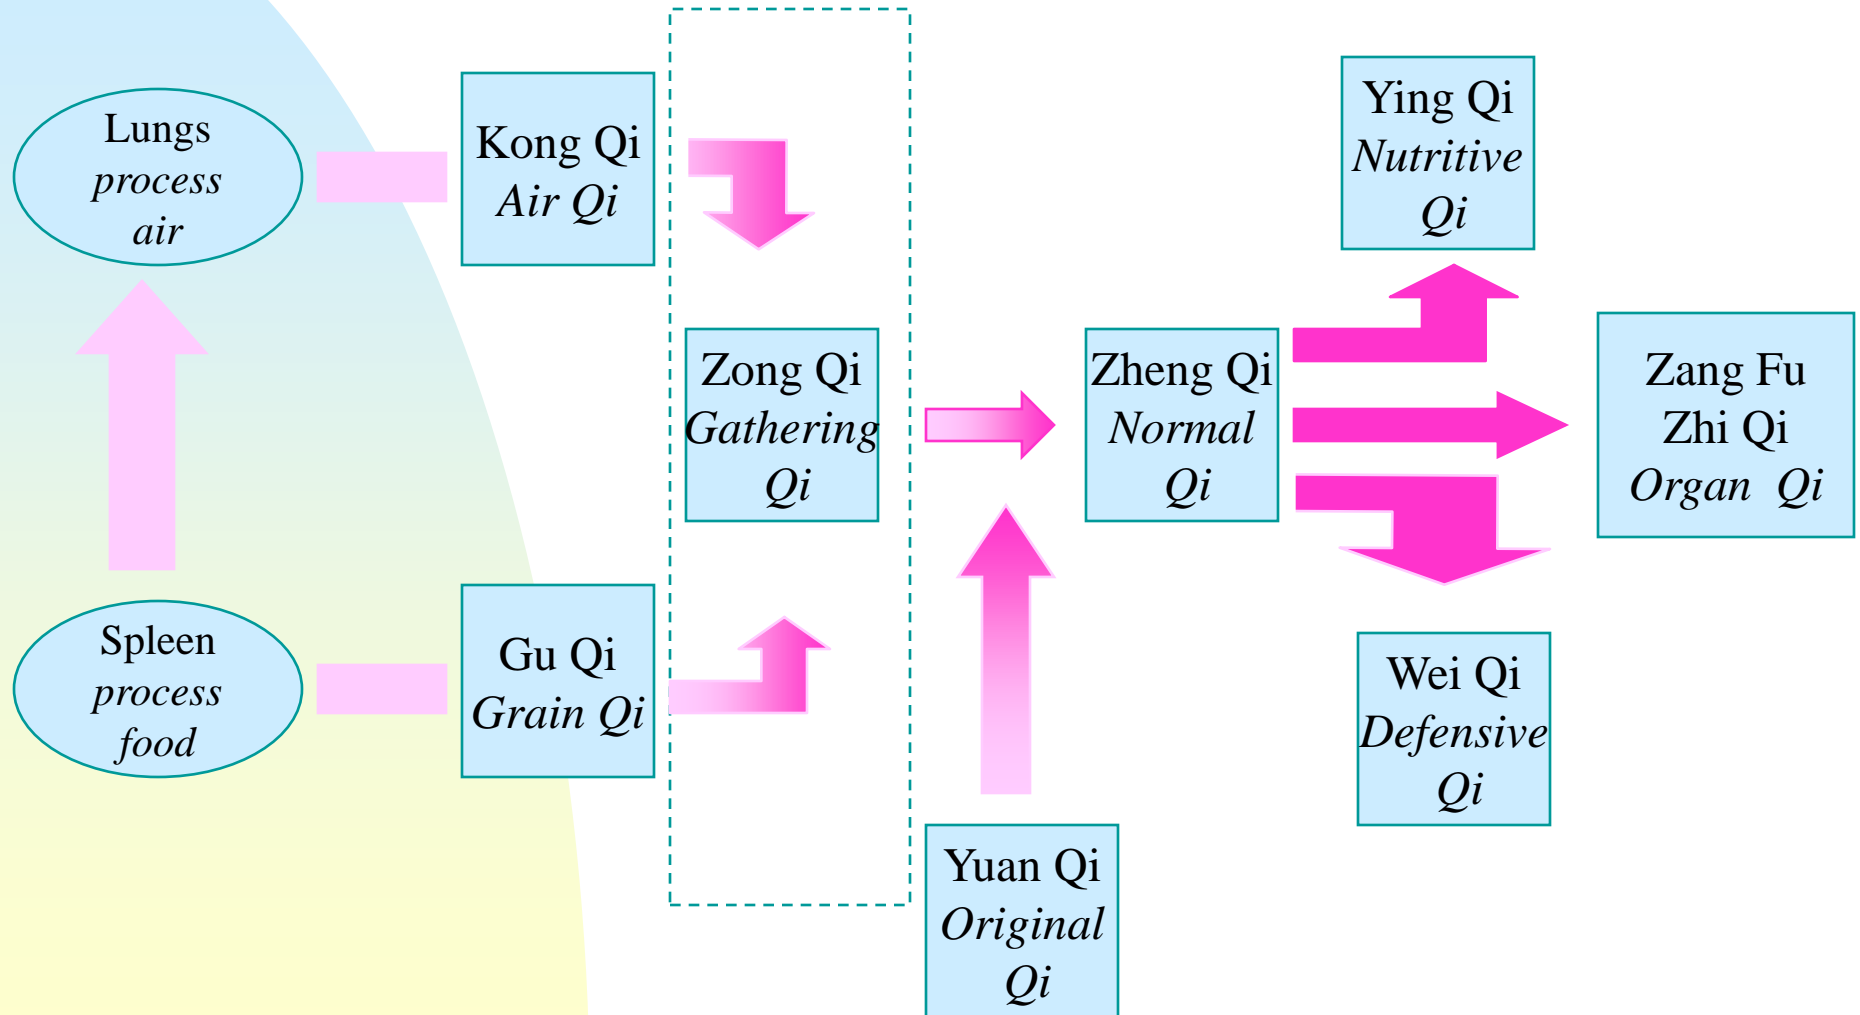 Lungs
process
air
Kong Qi
Air Qi
Ying Qi
Nutritive
Qi
Zong Qi
Gathering
Qi
Zheng Qi
Normal
Qi
Zang Fu
Zhi Qi
Organ Qi
Spleen
process
food
Gu Qi
Grain Qi
Wei Qi
Defensive
Qi
Yuan Qi
Original
Qi